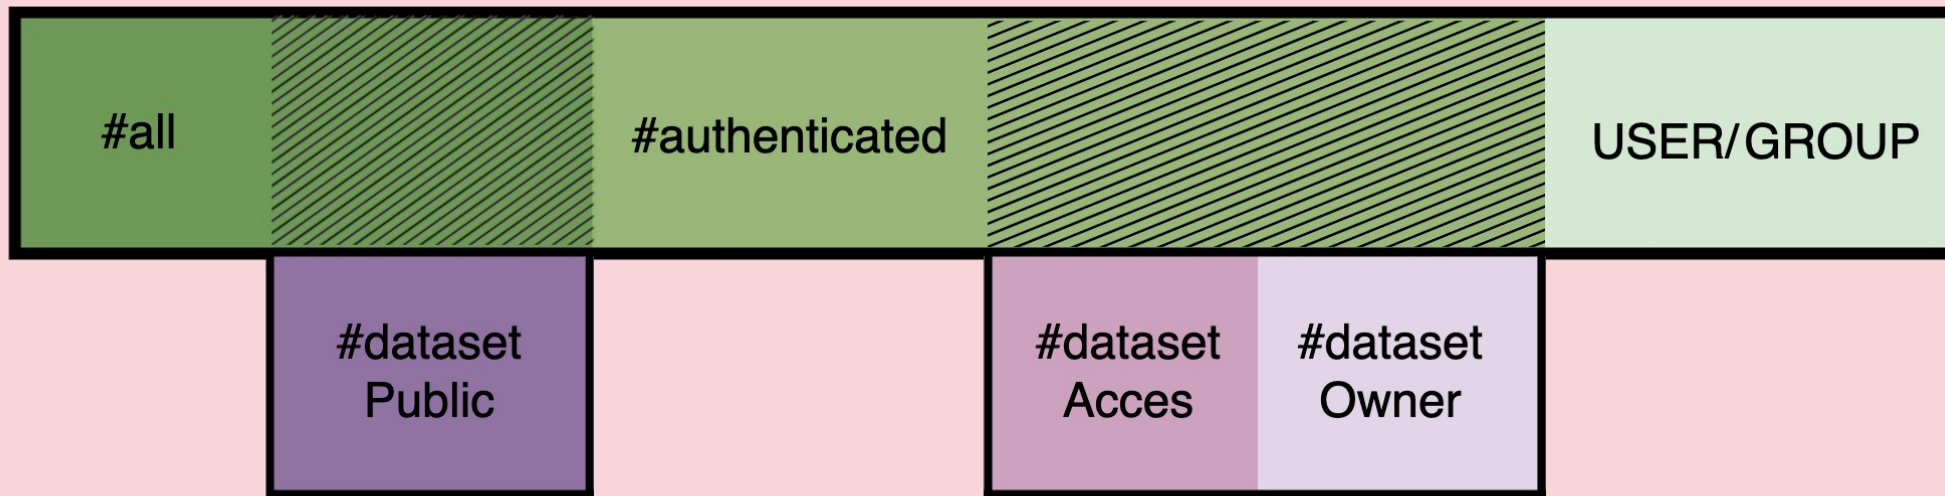 #all
#authenticated
USER/GROUP
#dataset
Public
#dataset
Acces
#dataset
Owner